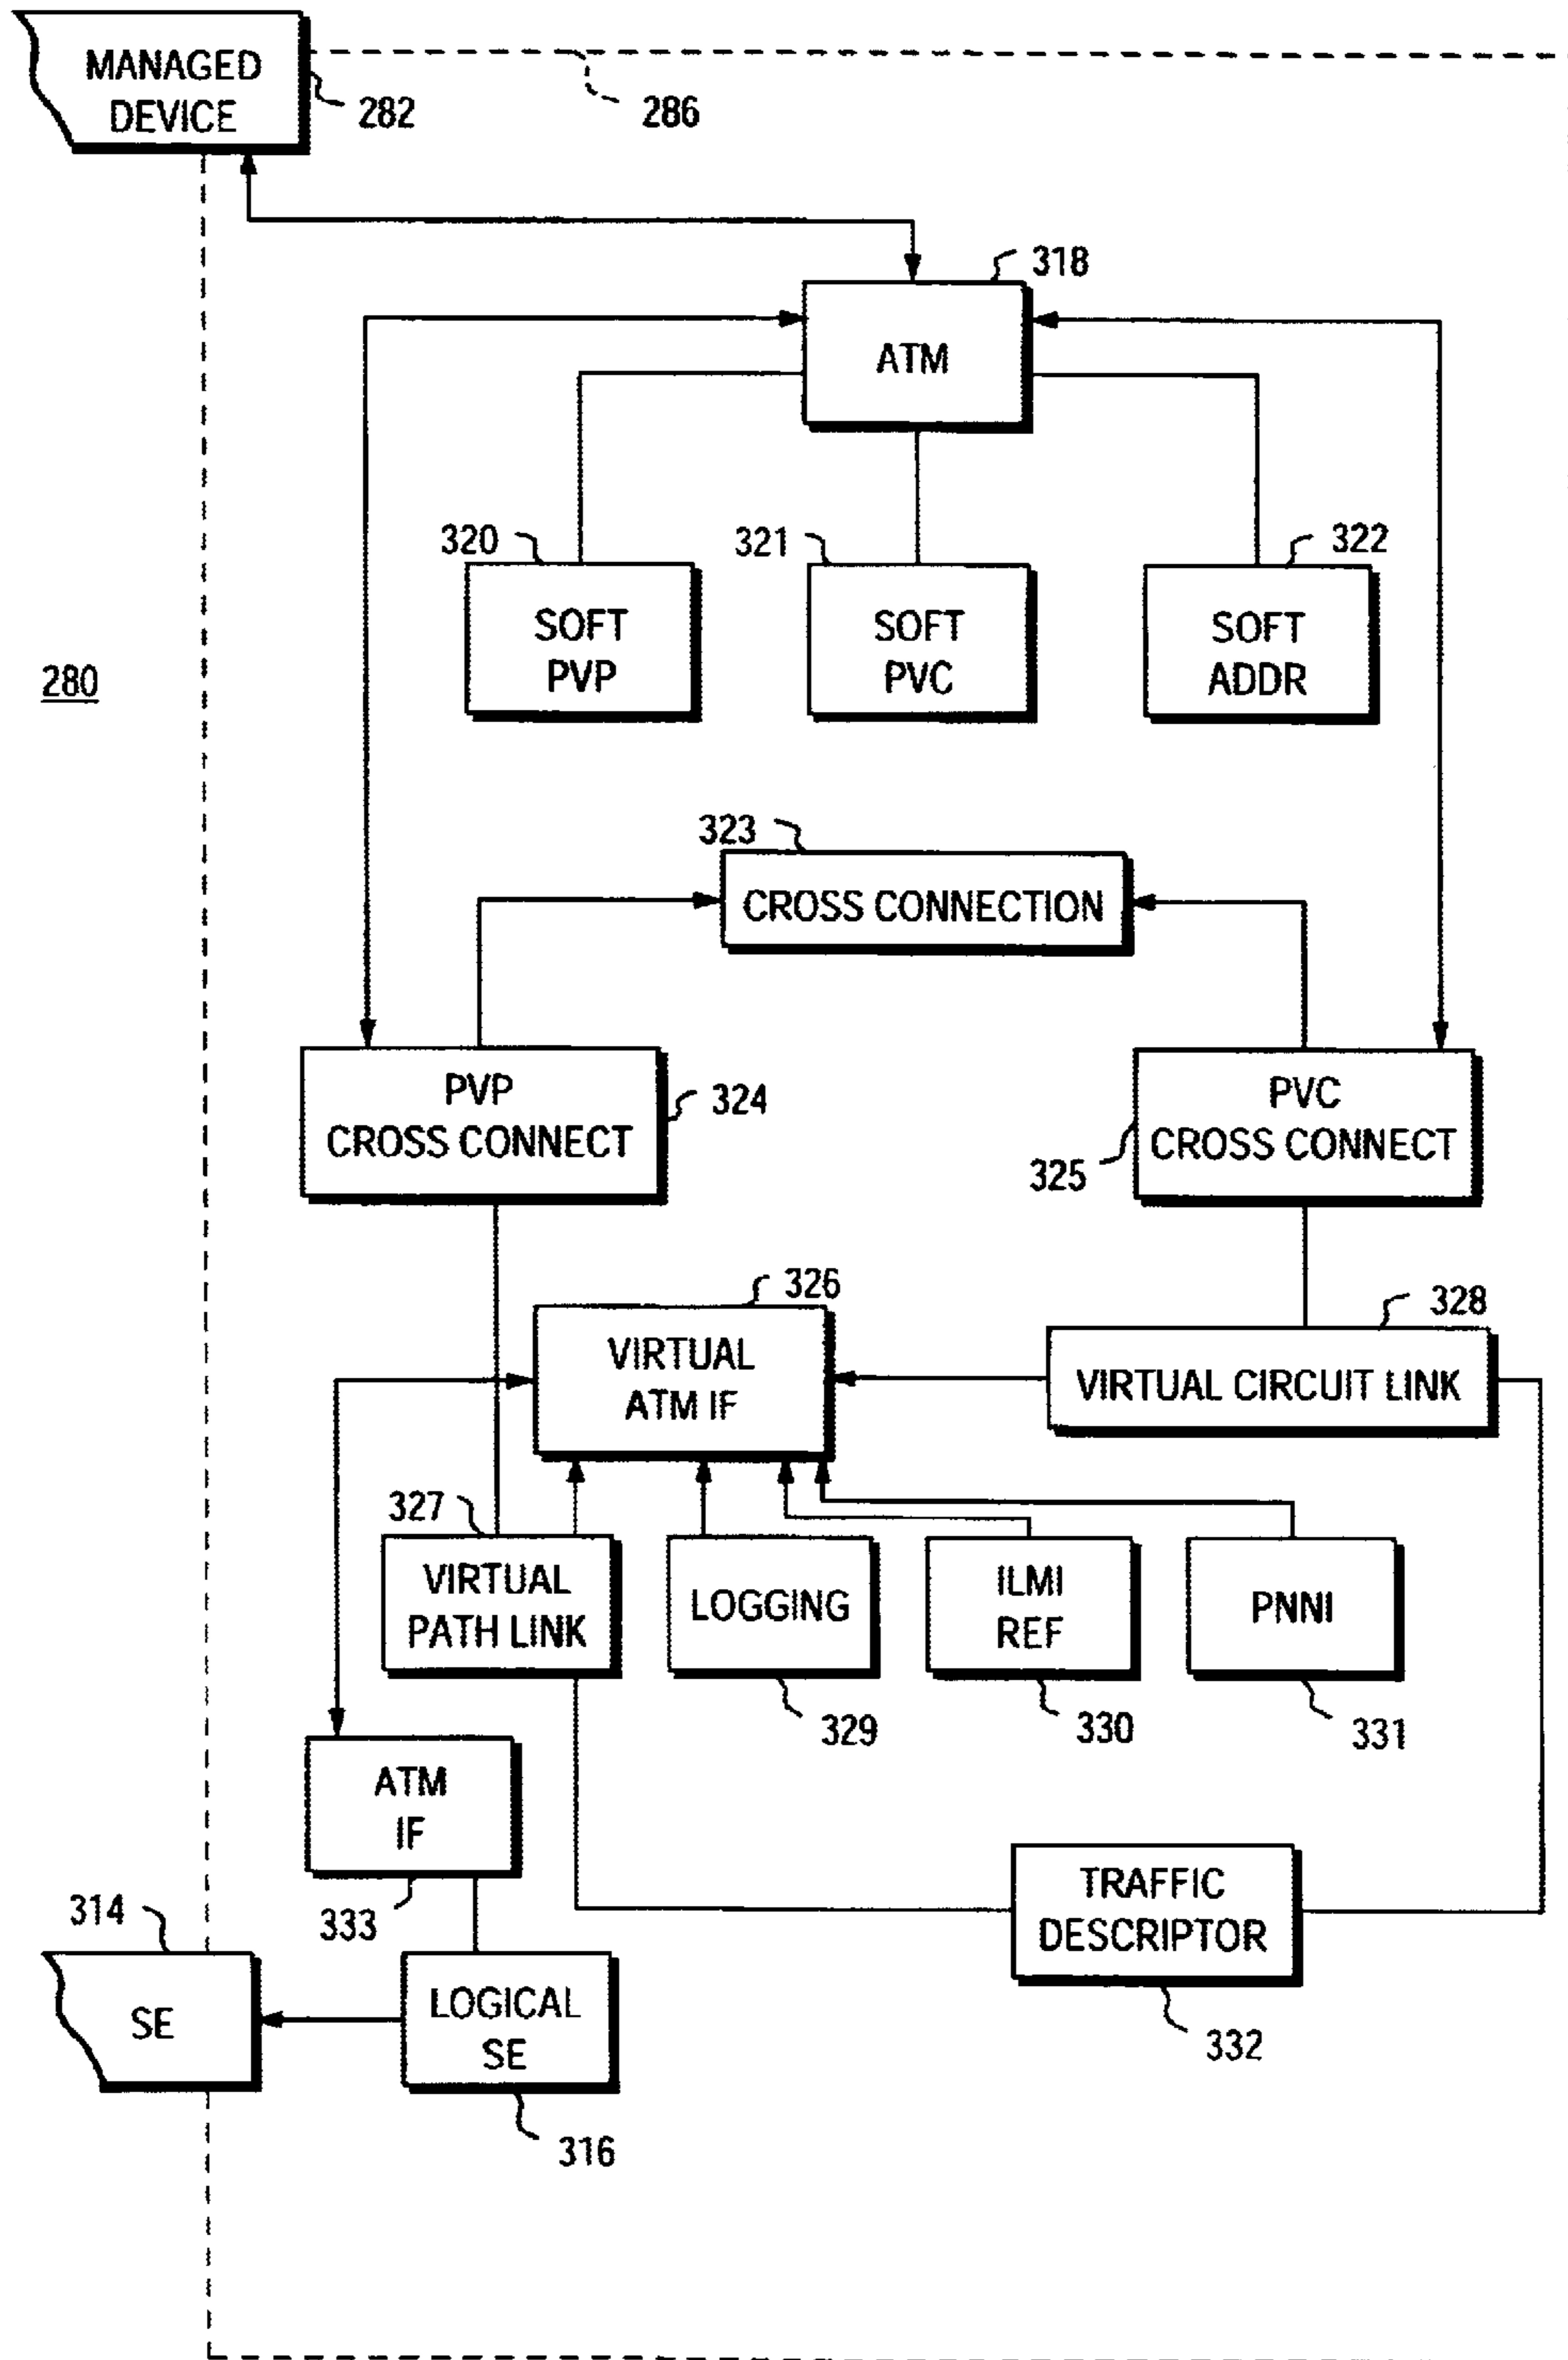 MANAGED
DEVICE
282
286
318
ATM
320
321
322
SOFT
PVP
SOFT
PVC
SOFT
ADDR
280
323
CROSS CONNECTION
PVP
CROSS CONNECT
324
PVC
CROSS CONNECT
325
326
VIRTUAL
ATM IF
328
VIRTUAL CIRCUIT LINK
327
VIRTUAL
PATH LINK
LOGGING
ILMI
REF
PNNI
329
330
331
ATM
IF
333
TRAFFIC
DESCRIPTOR
332
314
SE
LOGICAL
SE
316